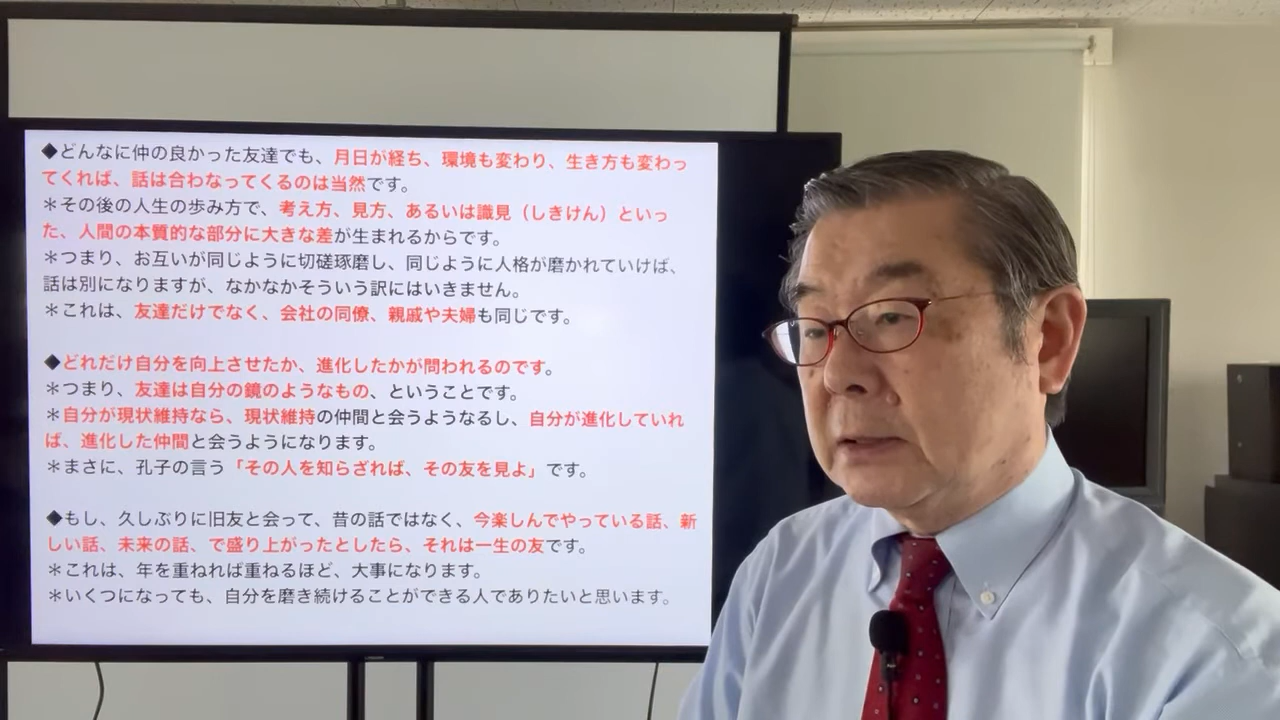 ◆どんなに仲の良かった友達でも、月日が経ち、環境も変わり、生き方も変わっ
てくれば、話は合わなってくるのは当然です。
＊その後の人生の歩み方で、考え方、見方、あるいは識見（しきけん）といっ
た、人間の本質的な部分に大きな差が生まれるからです。
＊つまり、お互いが同じように切磋琢磨し、同じように人格が磨かれていけば、
話は別になりますが、なかなかそういう訳にはいきません。
＊これは、友達だけでなく、会社の同僚、親戚や夫婦も同じです。
◆どれだけ自分を向上させたか、進化したかが問われるのです。
＊つまり、友達は自分の鏡のようなもの、ということです。
＊自分が現状維持なら、現状維持の仲間と会うようなるし、自分が進化していれ
ば、進化した仲間と会うようになります。
＊まさに、孔子の言う「その人を知らざれば、その友を見よ」です。
◆もし、久しぶりに旧友と会って、昔の話ではなく、今楽しんでやっている話、新
しい話、未来の話、で盛り上がったとしたら、それは一生の友です。
＊これは、年を重ねれば重ねるほど、大事になります。
＊いくつになっても、自分を磨き続けることができる人でありたいと思います。